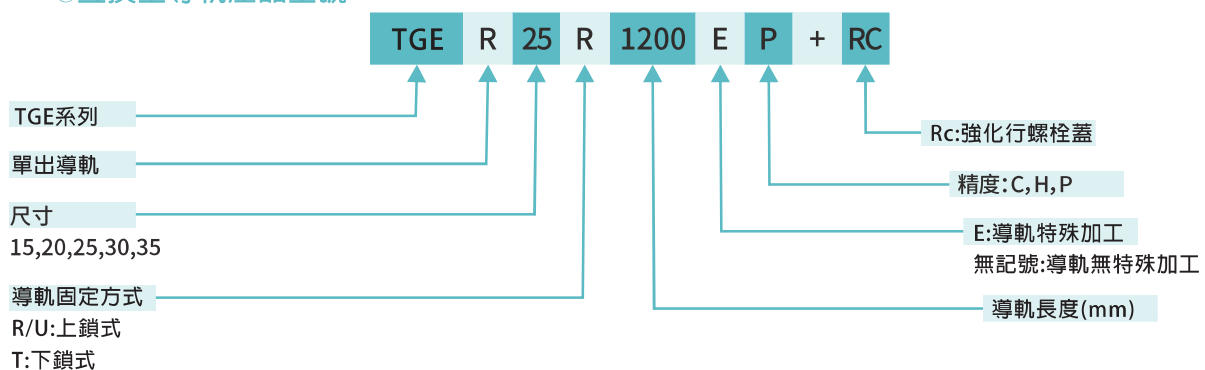 TGE R 25 R 1200 E P + RC
TGE系列
單出導軌
尺寸
15,20,25,30,35
導軌固定方式
R/U:上鎖式
T:下鎖式
Rc:強化行螺栓蓋
精度:C,H,P
E:導軌特殊加工
無記號:導軌無特殊加工
導軌長度(mm)